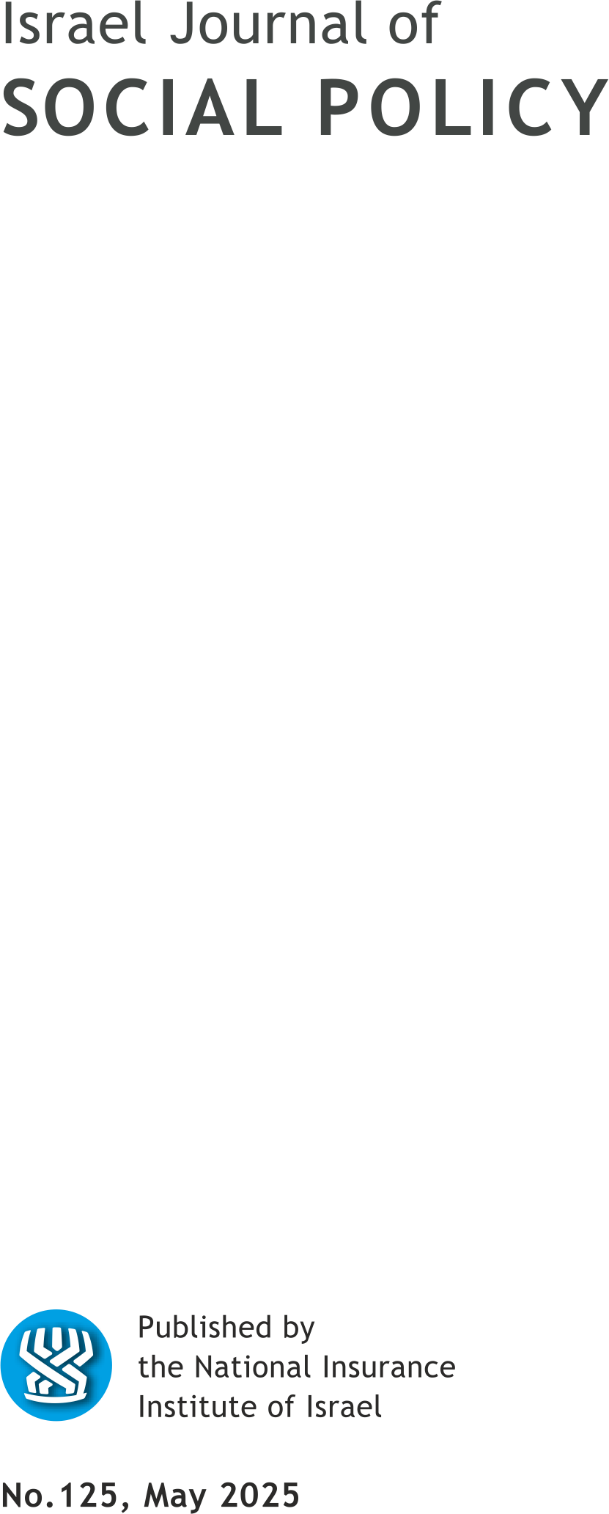 Israel Journal of
SOCIAL POLICY
Published by
the National Insurance
Institute of Israel
No.125, May 2025